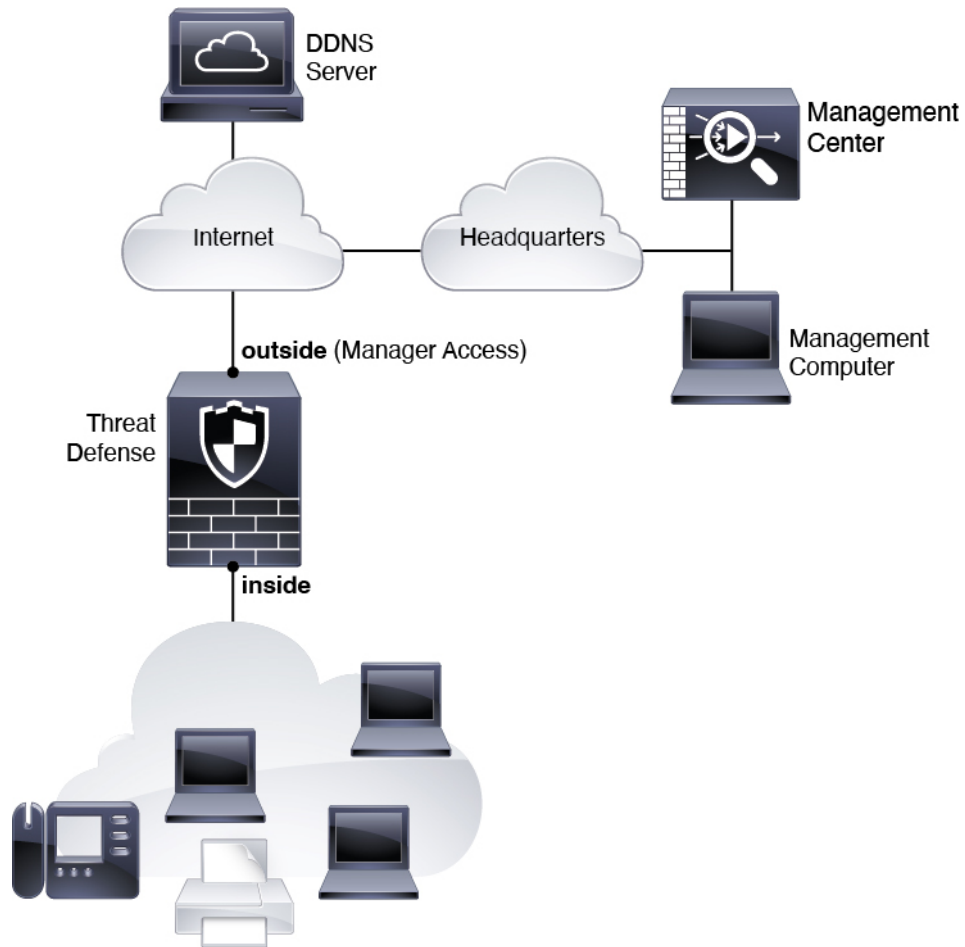 DDNS
Server
Management
Center
Internet
Headquarters
Management
Computer
outside (Manager Access)
Threat
Defense
inside